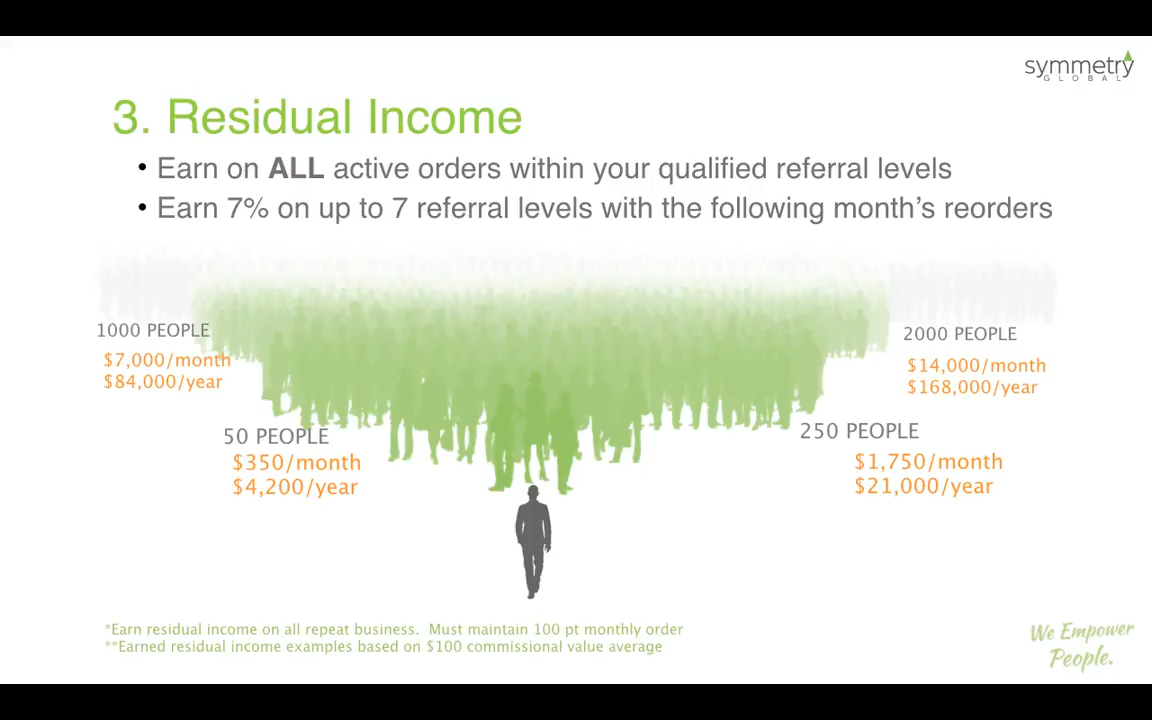 symmetry
GLOBAL
3. Residual Income
• Earn on ALL active orders within your qualified referral levels
• Earn 7% on up to 7 referral levels with the following month's reorders
1000 PEOPLE
$7,000/month
$84,000/year
2000 PEOPLE
$14,000/month
$168,000/year
50 PEOPLE
$350/month
$4,200/year
250 PEOPLE
$1,750/month
$21,000/year
*Earn residual income on all repeat business.  Must maintain 100 pt monthly order
**Earned residual income examples based on $100 commissional value average
We Empower
People.